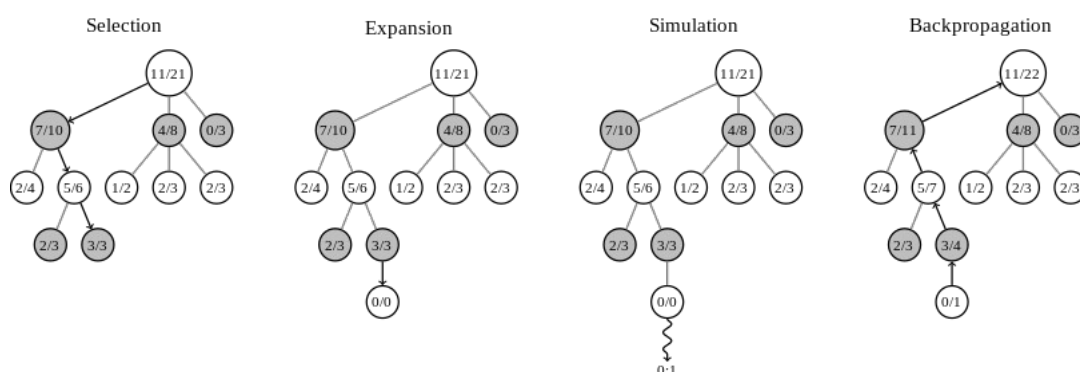 Selection
11/21
7/10 4/8 0/3
2/4 5/6 1/2 2/3 2/3
2/3 3/3
Expansion
11/21
7/10 4/8 0/3
2/4 5/6 1/2 2/3 2/3
2/3 3/3
0/0
Simulation
11/21
7/10 4/8 0/3
2/4 5/6 1/2 2/3 2/3
2/3 3/3
0/0
0:1
Backpropagation
11/22
7/11 4/8 0/3
2/4 5/7 1/2 2/3 2/3
2/3 3/4
0/1